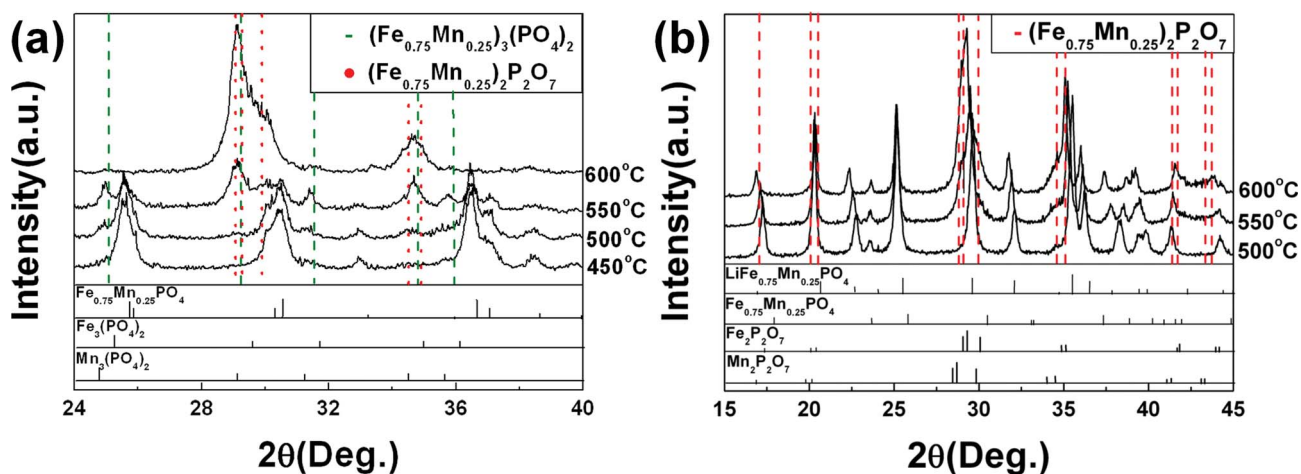 (a)
(Fe0.75Mn0.25)3(PO4)2
(Fe0.75Mn0.25)2P2O7
Intensity(a.u.)
600°C
550°C
500°C
450°C
Fe0.75Mn0.25PO4
Fe3(PO4)2
Mn3(PO4)2
24 28 32 36 40
2θ(Deg.)
(b)
(Fe0.75Mn0.25)2P2O7
Intensity(a.u.)
600°C
550°C
500°C
LiFe0.75Mn0.25PO4
Fe0.75Mn0.25PO4
Fe2P2O7
Mn2P2O7
15 20 25 30 35 40 45
2θ(Deg.)